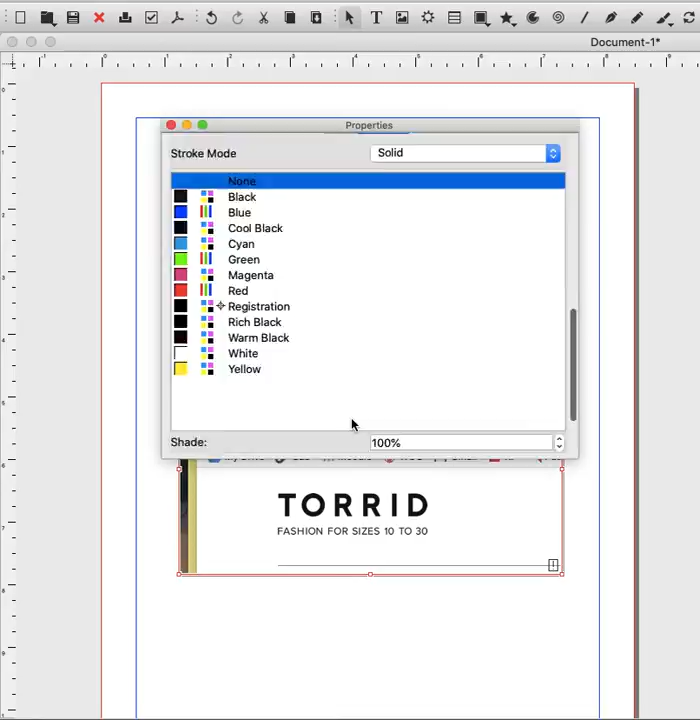 Document-1*
Properties
Stroke Mode
Solid
None
Black
Blue
Cool Black
Cyan
Green
Magenta
Red
Registration
Rich Black
Warm Black
White
Yellow
Shade:
100%
TORRID
FASHION FOR SIZES 10 TO 30